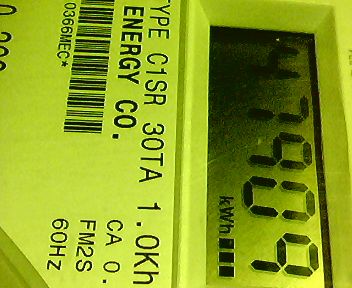 47909
kWh
TYPE C1SR 30TA 1.0Kh
ENERGY CO. CA 0.
FM2S
0366MEC* 60HZ